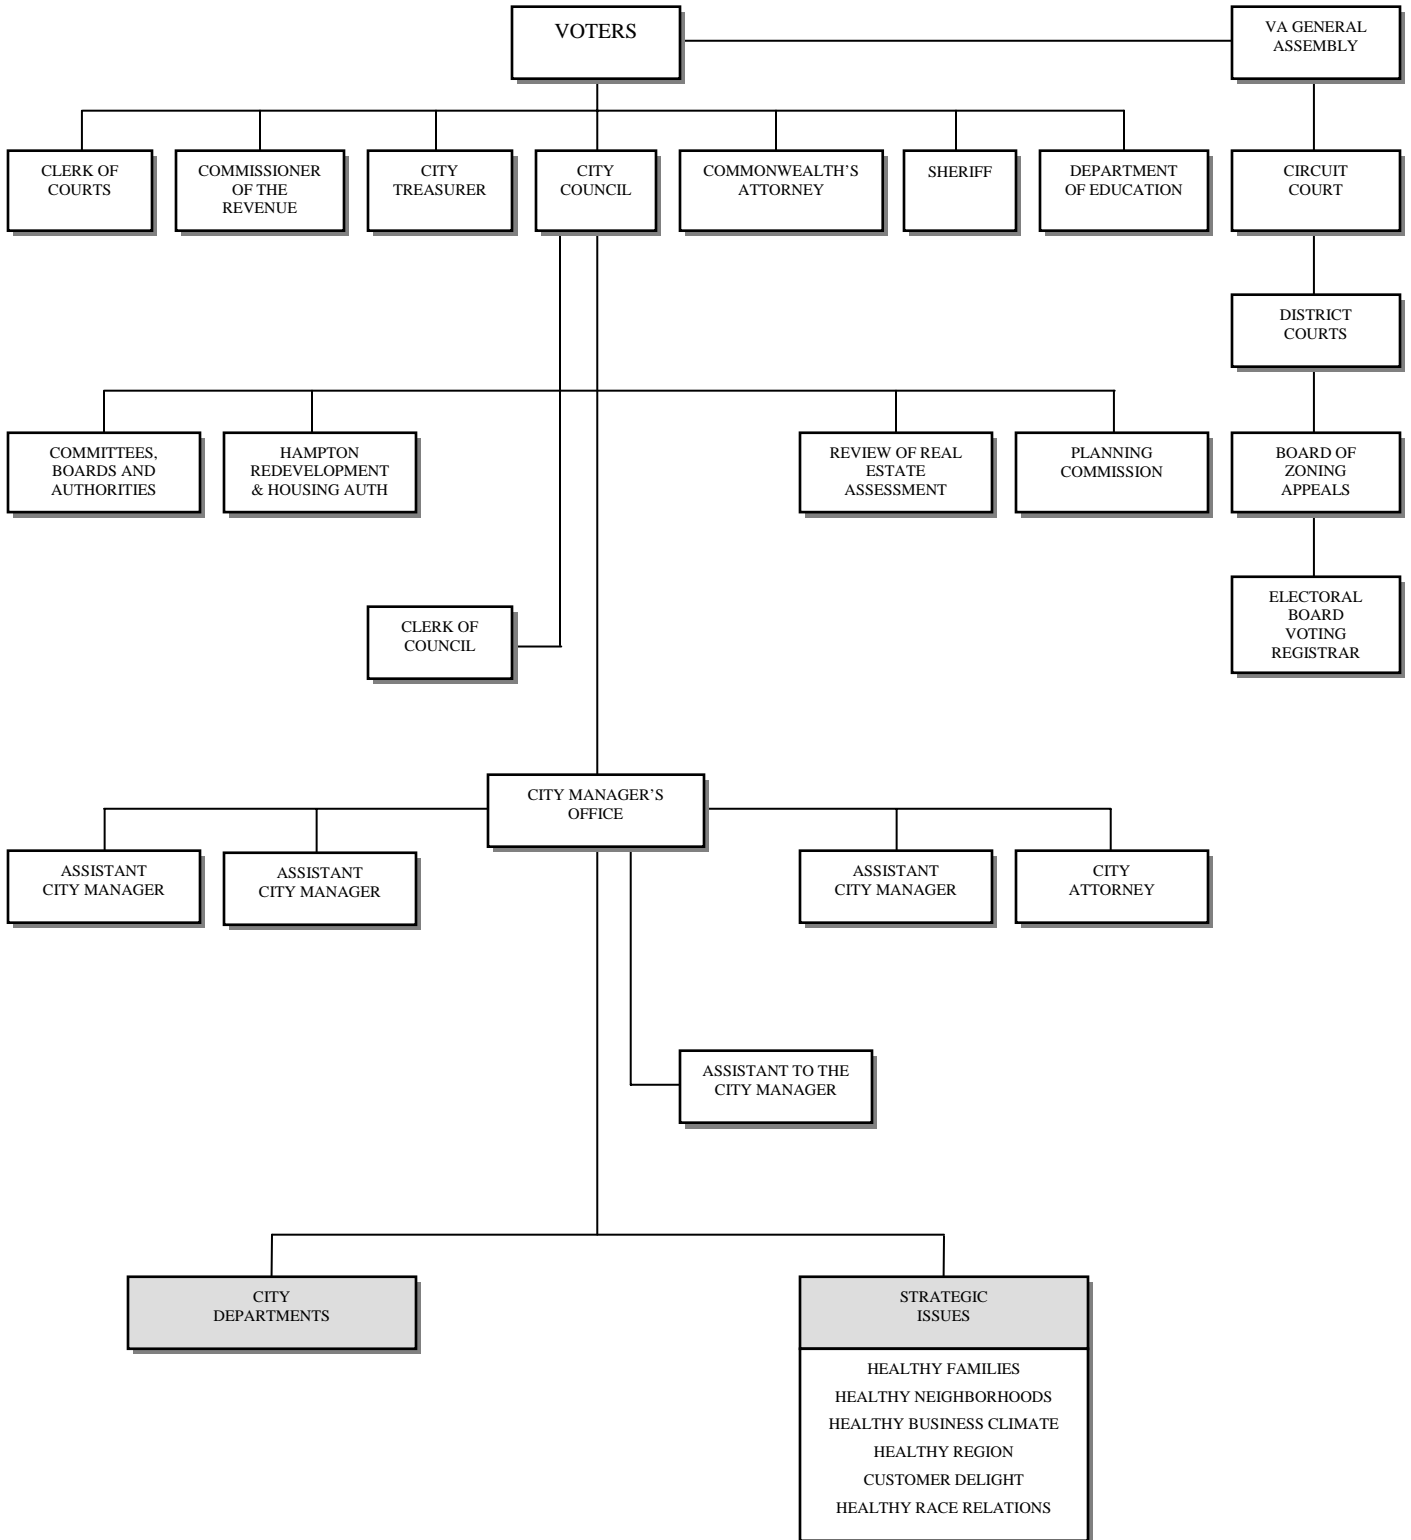 VOTERS
VA GENERAL
ASSEMBLY
CLERK OF
COURTS
COMMISSIONER
OF THE
REVENUE
CITY
TREASURER
CITY
COUNCIL
COMMONWEALTH'S
ATTORNEY
SHERIFF
DEPARTMENT
OF EDUCATION
CIRCUIT
COURT
DISTRICT
COURTS
COMMITTEES,
BOARDS AND
AUTHORITIES
HAMPTON
REDEVELOPMENT
& HOUSING AUTH
REVIEW OF REAL
ESTATE
ASSESSMENT
PLANNING
COMMISSION
BOARD OF
ZONING
APPEALS
CLERK OF
COUNCIL
ELECTORAL
BOARD
VOTING
REGISTRAR
CITY MANAGER'S
OFFICE
ASSISTANT
CITY MANAGER
ASSISTANT
CITY MANAGER
ASSISTANT
CITY MANAGER
CITY
ATTORNEY
ASSISTANT TO THE
CITY MANAGER
CITY
DEPARTMENTS
STRATEGIC
ISSUES
HEALTHY FAMILIES
HEALTHY NEIGHBORHOODS
HEALTHY BUSINESS CLIMATE
HEALTHY REGION
CUSTOMER DELIGHT
HEALTHY RACE RELATIONS